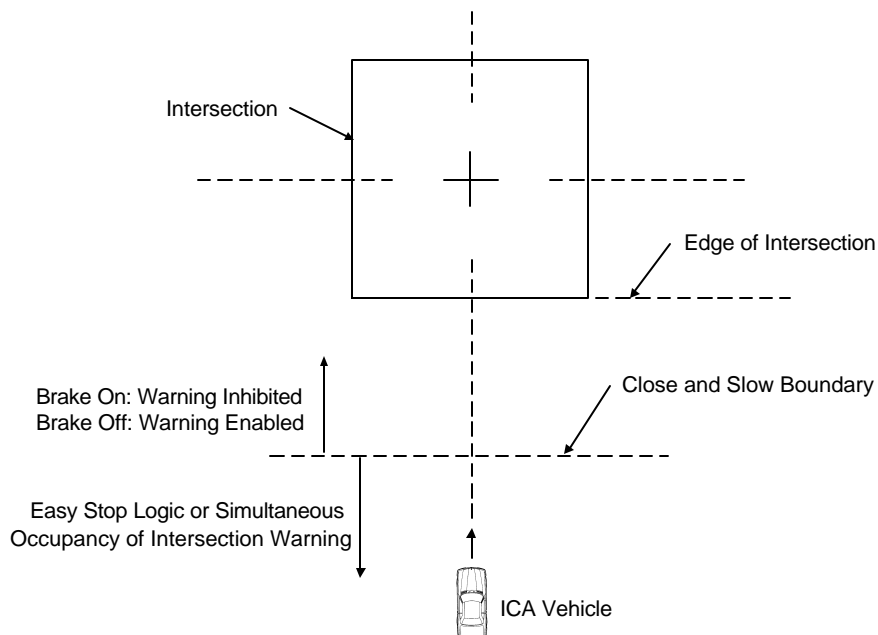 Intersection
Edge of Intersection
Close and Slow Boundary
Brake On: Warning Inhibited
Brake Off: Warning Enabled
Easy Stop Logic or Simultaneous
Occupancy of Intersection Warning
ICA Vehicle